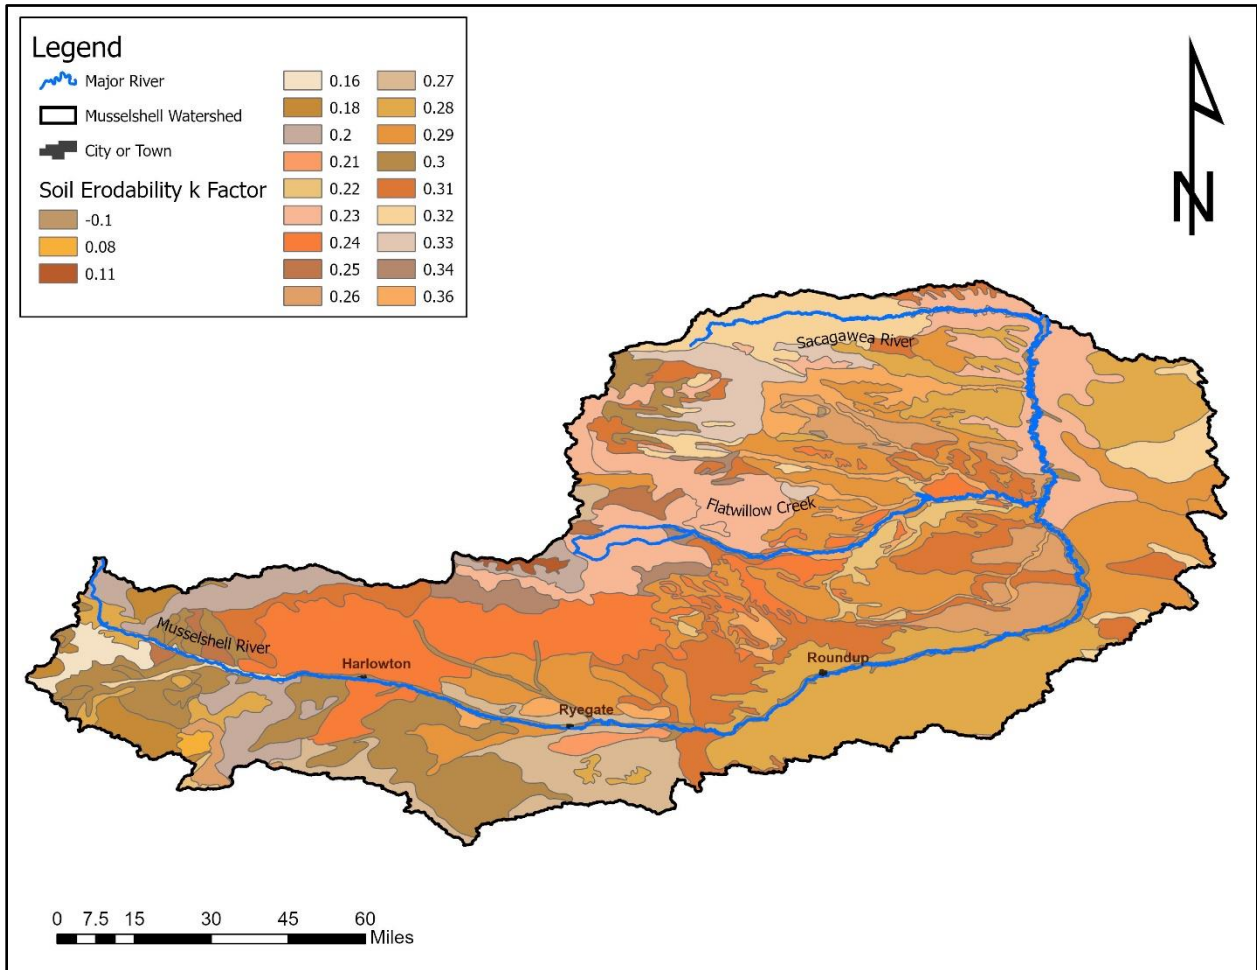 Legend
Major River
Musselshell Watershed
City or Town
Soil Erodability k Factor
-0.1
0.08
0.11
0.16
0.18
0.2
0.21
0.22
0.23
0.24
0.25
0.26
0.27
0.28
0.29
0.3
0.31
0.32
0.33
0.34
0.36
N
Sacagawea River
Flatwillow Creek
Musselshell River
Harlowton
Roundup
Ryegate
0 7.5 15 30 45 60
Miles